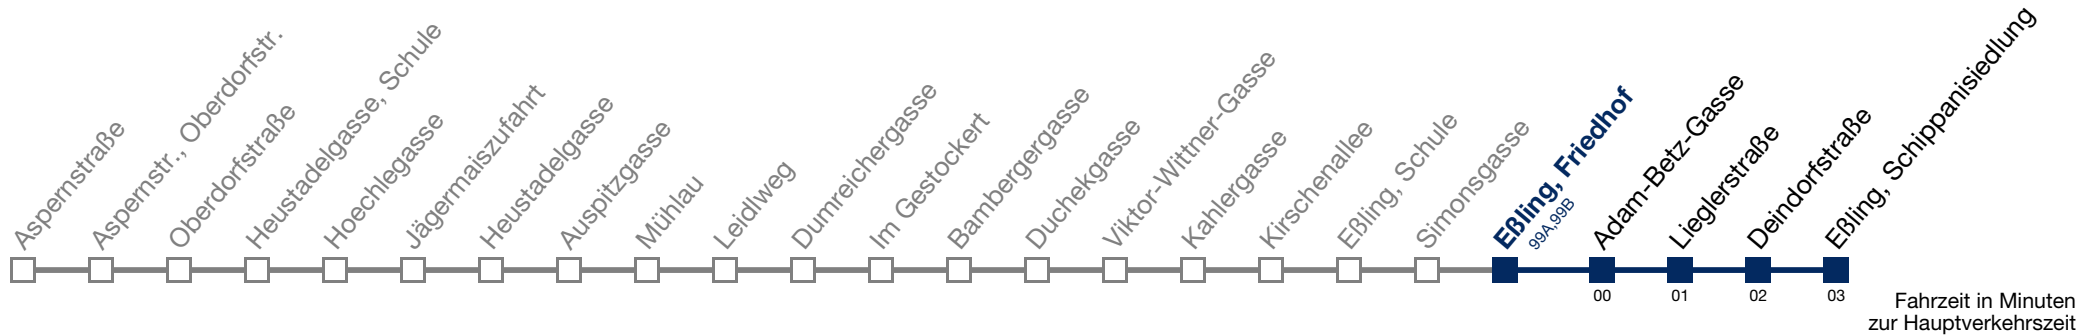 Aspernstraße
Aspernstr., Oberdorfstr.
Oberdorfstraße
Heustadelgasse, Schule
Hoechlegasse
Jägermaiszufahrt
Heustadelgasse
Auspitzgasse
Mühlau
Leidlweg
Dumreichergasse
Im Gestockert
Bambergergasse
Duchekgasse
Viktor-Wittner-Gasse
Kahlergasse
Kirschenallee
Eßling, Schule
Simonsgasse
Eßling, Friedhof
99A,99B
Adam-Betz-Gasse
Lieglerstraße
Deindorfstraße
Eßling, Schippanisiedlung
00
01
02
03
Fahrzeit in Minuten
zur Hauptverkehrszeit